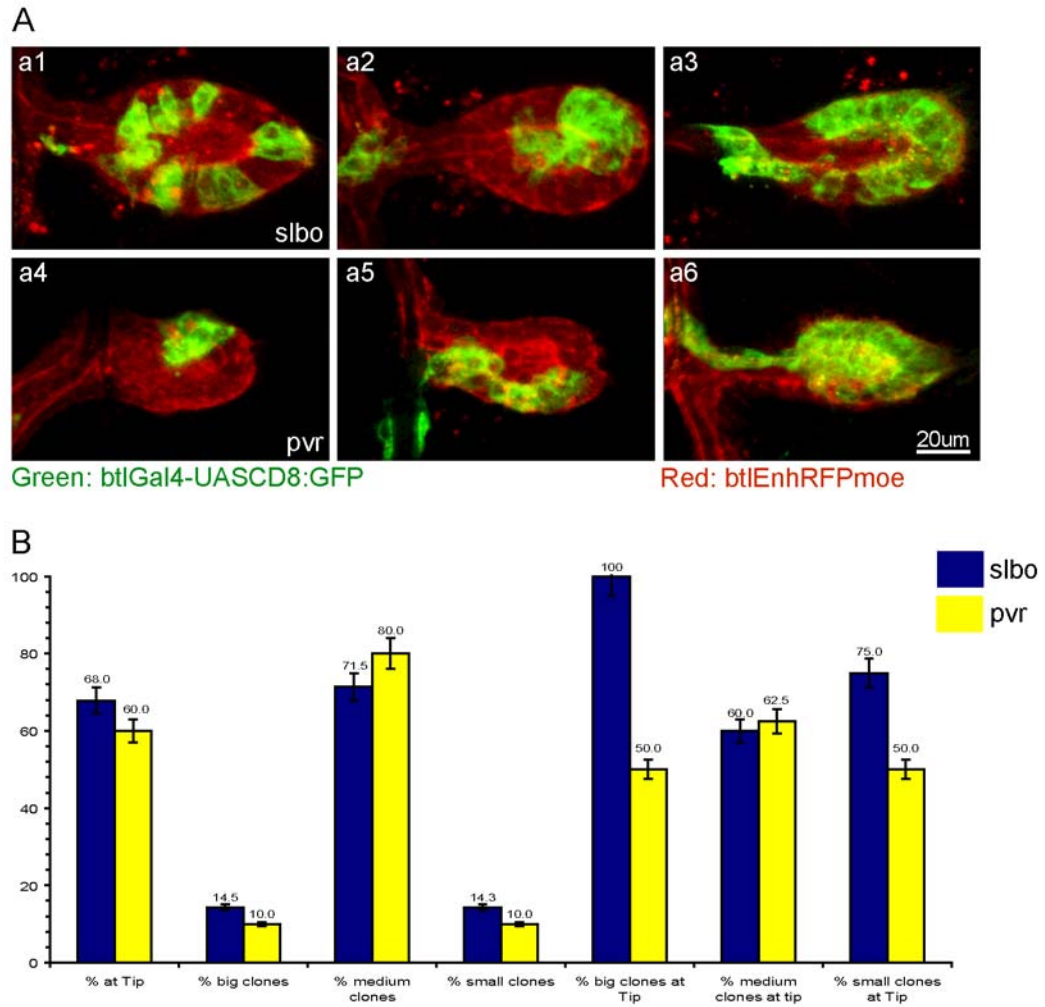 A
a1
a2
a3
slbo
a4
a5
a6
pvr
20um
Green: btlGal4-UASCD8:GFP
Red: btlEnhRFPmoe
B
slbo
pvr
100
80
60
40
20
0
68.0
60.0
14.5
10.0
71.5
80.0
14.3
10.0
100
50.0
60.0
62.5
75.0
50.0
% at Tip
% big clones
% medium
clones
% small clones
% big clones at
Tip
% medium
clones at tip
% small clones
at Tip